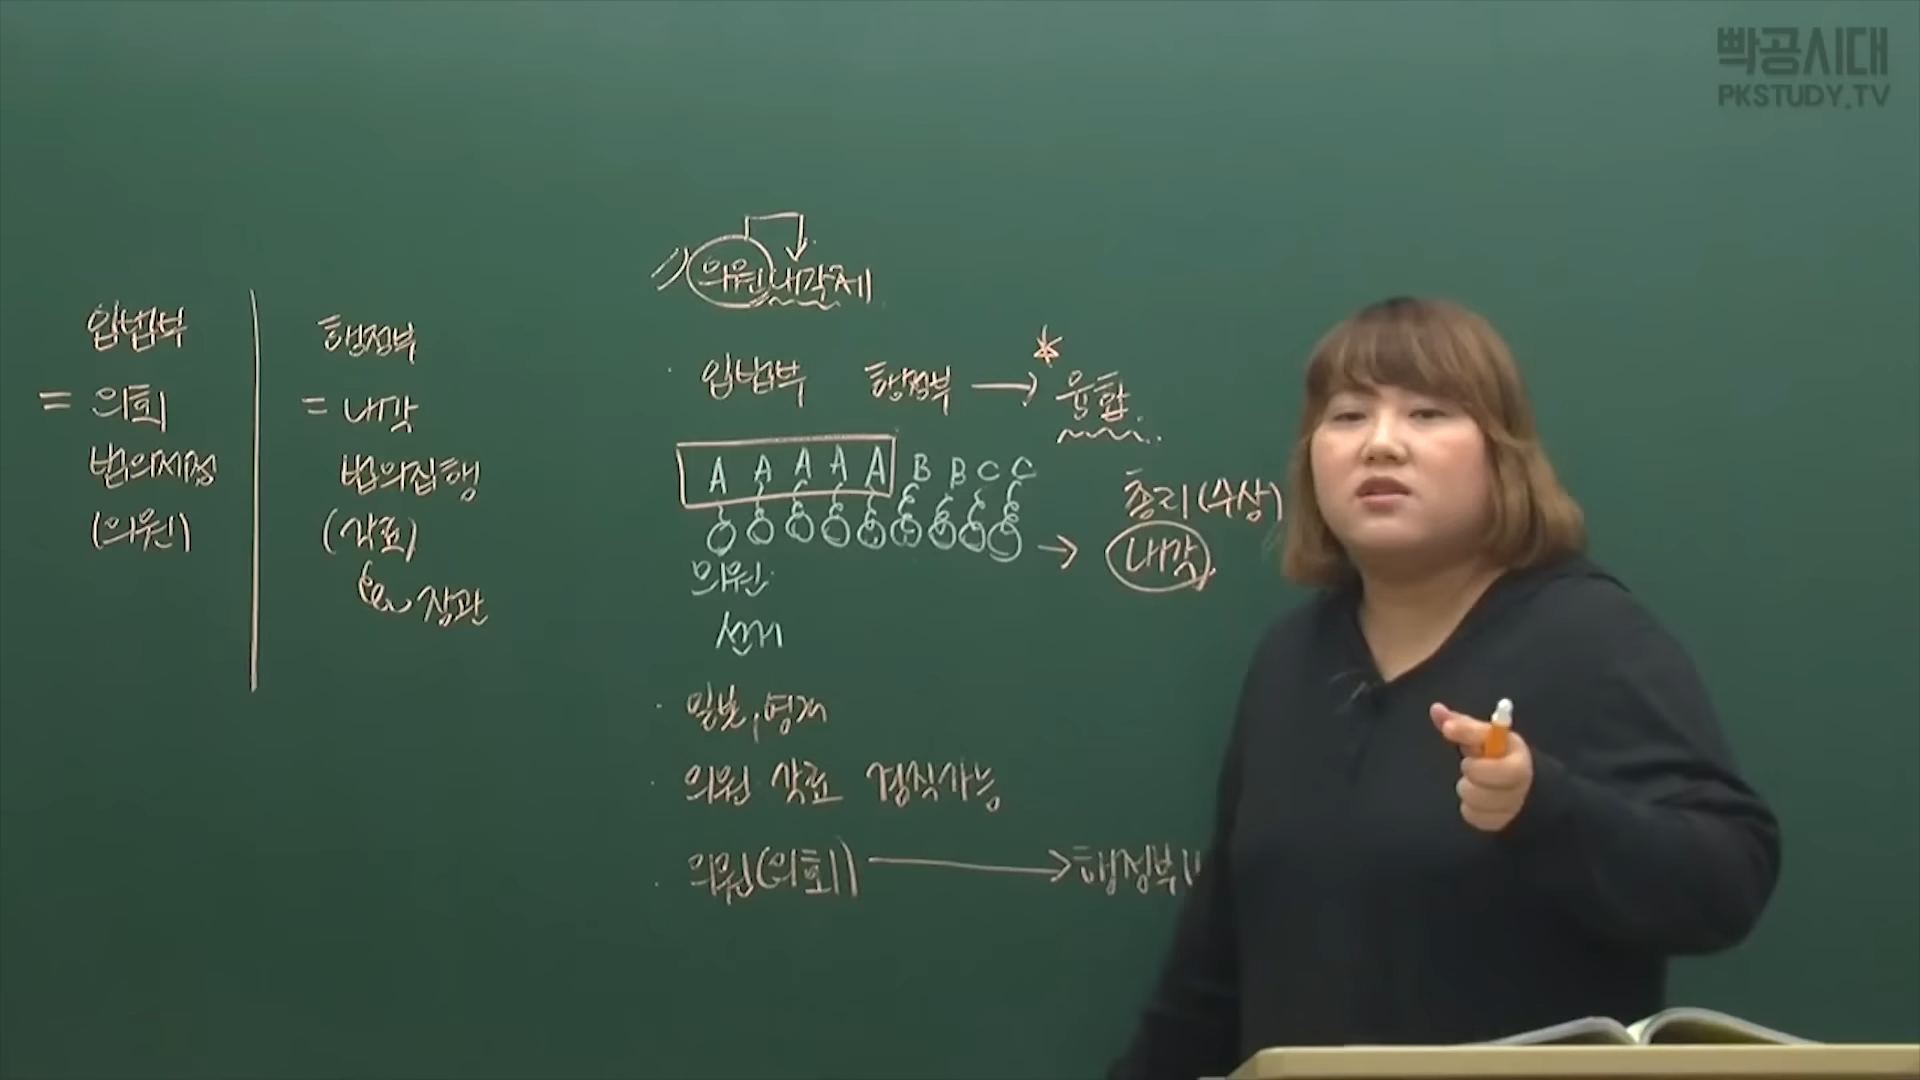 빡공시대
PKSTUDY.TV
입법부
= 의회
법의제정
(의원)
행정부
= 내각
법의집행
(각료)
장관
1) 의원내각제
· 입법부 행정부 → * 융합
A A A A A B B C C
의원
선거
→ 총리(수상)
내각
· 일본, 영국
· 의원 각료 겸직가능
· 의원(의회) → 행정부